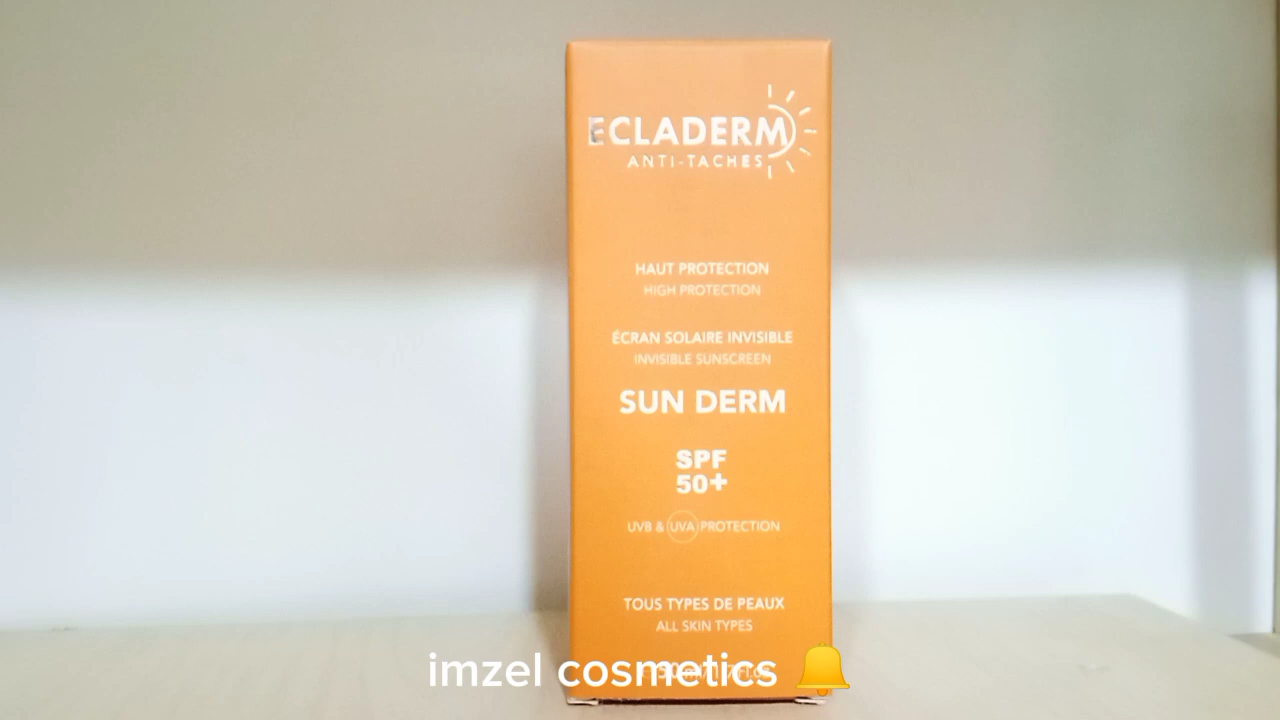 ECLADERM
ANTI-TACHES
HAUT PROTECTION
HIGH PROTECTION
ÉCRAN SOLAIRE INVISIBLE
INVISIBLE SUNSCREEN
SUN DERM
SPF
50+
UVB & UVA PROTECTION
TOUS TYPES DE PEAUX
ALL SKIN TYPES
imzel cosmetics 🔔